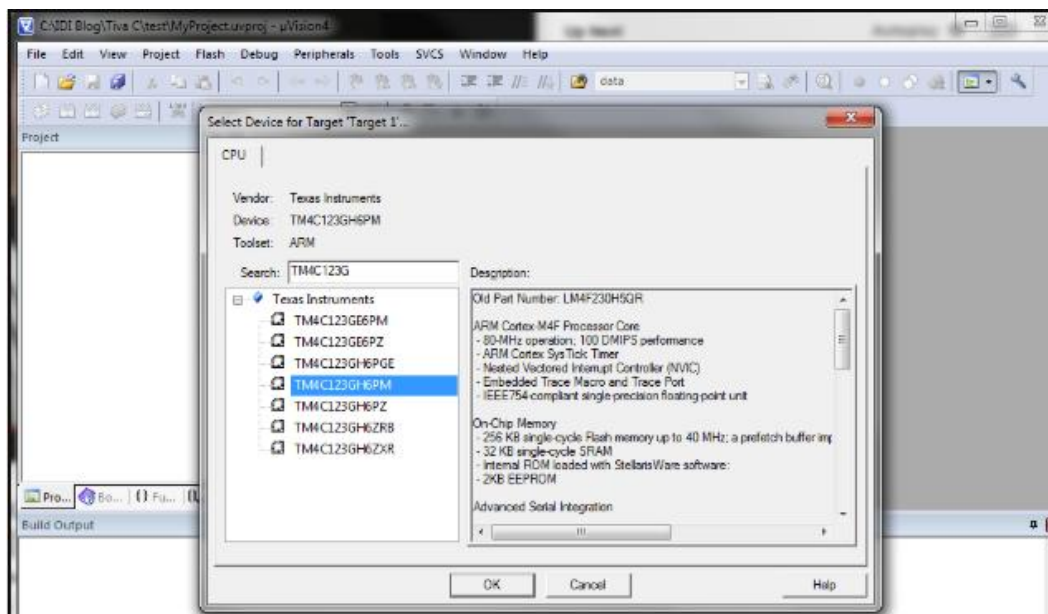 C:\IDI Blog\Tiva C\test\MyProject.uvproj - µVision4
File Edit View Project Flash Debug Peripherals Tools SVCS Window Help
data
Project
Select Device for Target 'Target 1'...
CPU
Vendor: Texas Instruments
Device: TM4C123GH6PM
Toolset: ARM
Search: TM4C123G
Texas Instruments
TM4C123GE6PM
TM4C123GE6PZ
TM4C123GH6PGE
TM4C123GH6PM
TM4C123GH6PZ
TM4C123GH6ZRB
TM4C123GH6ZXR
Description:
Old Part Number: LM4F230H5QR
ARM Cortex-M4F Processor Core
- 80-MHz operation; 100 DMIPS performance
- ARM Cortex SysTick Timer
- Nested Vectored Interrupt Controller (NVIC)
- Embedded Trace Macro and Trace Port
- IEEE754-compliant single-precision floating-point unit
On-Chip Memory
- 256 KB single-cycle Flash memory up to 40 MHz; a prefetch buffer imp
- 32 KB single-cycle SRAM
- Internal ROM loaded with StellarisWare software:
- 2KB EEPROM
Advanced Serial Integration
OK Cancel Help
Pro... Bo... {} Fu...
Build Output